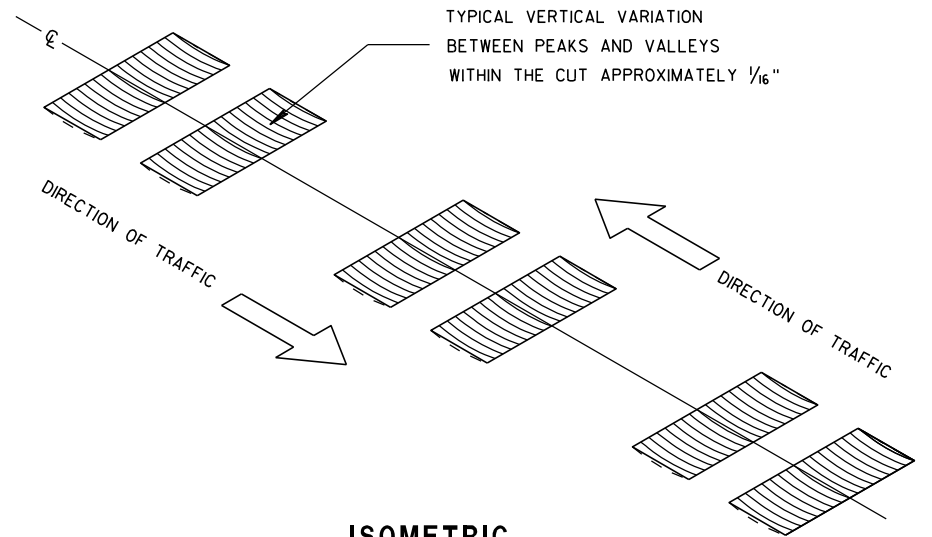 TYPICAL VERTICAL VARIATION
BETWEEN PEAKS AND VALLEYS
WITHIN THE CUT APPROXIMATELY 1/16"
℄
DIRECTION OF TRAFFIC
DIRECTION OF TRAFFIC
ISOMETRIC